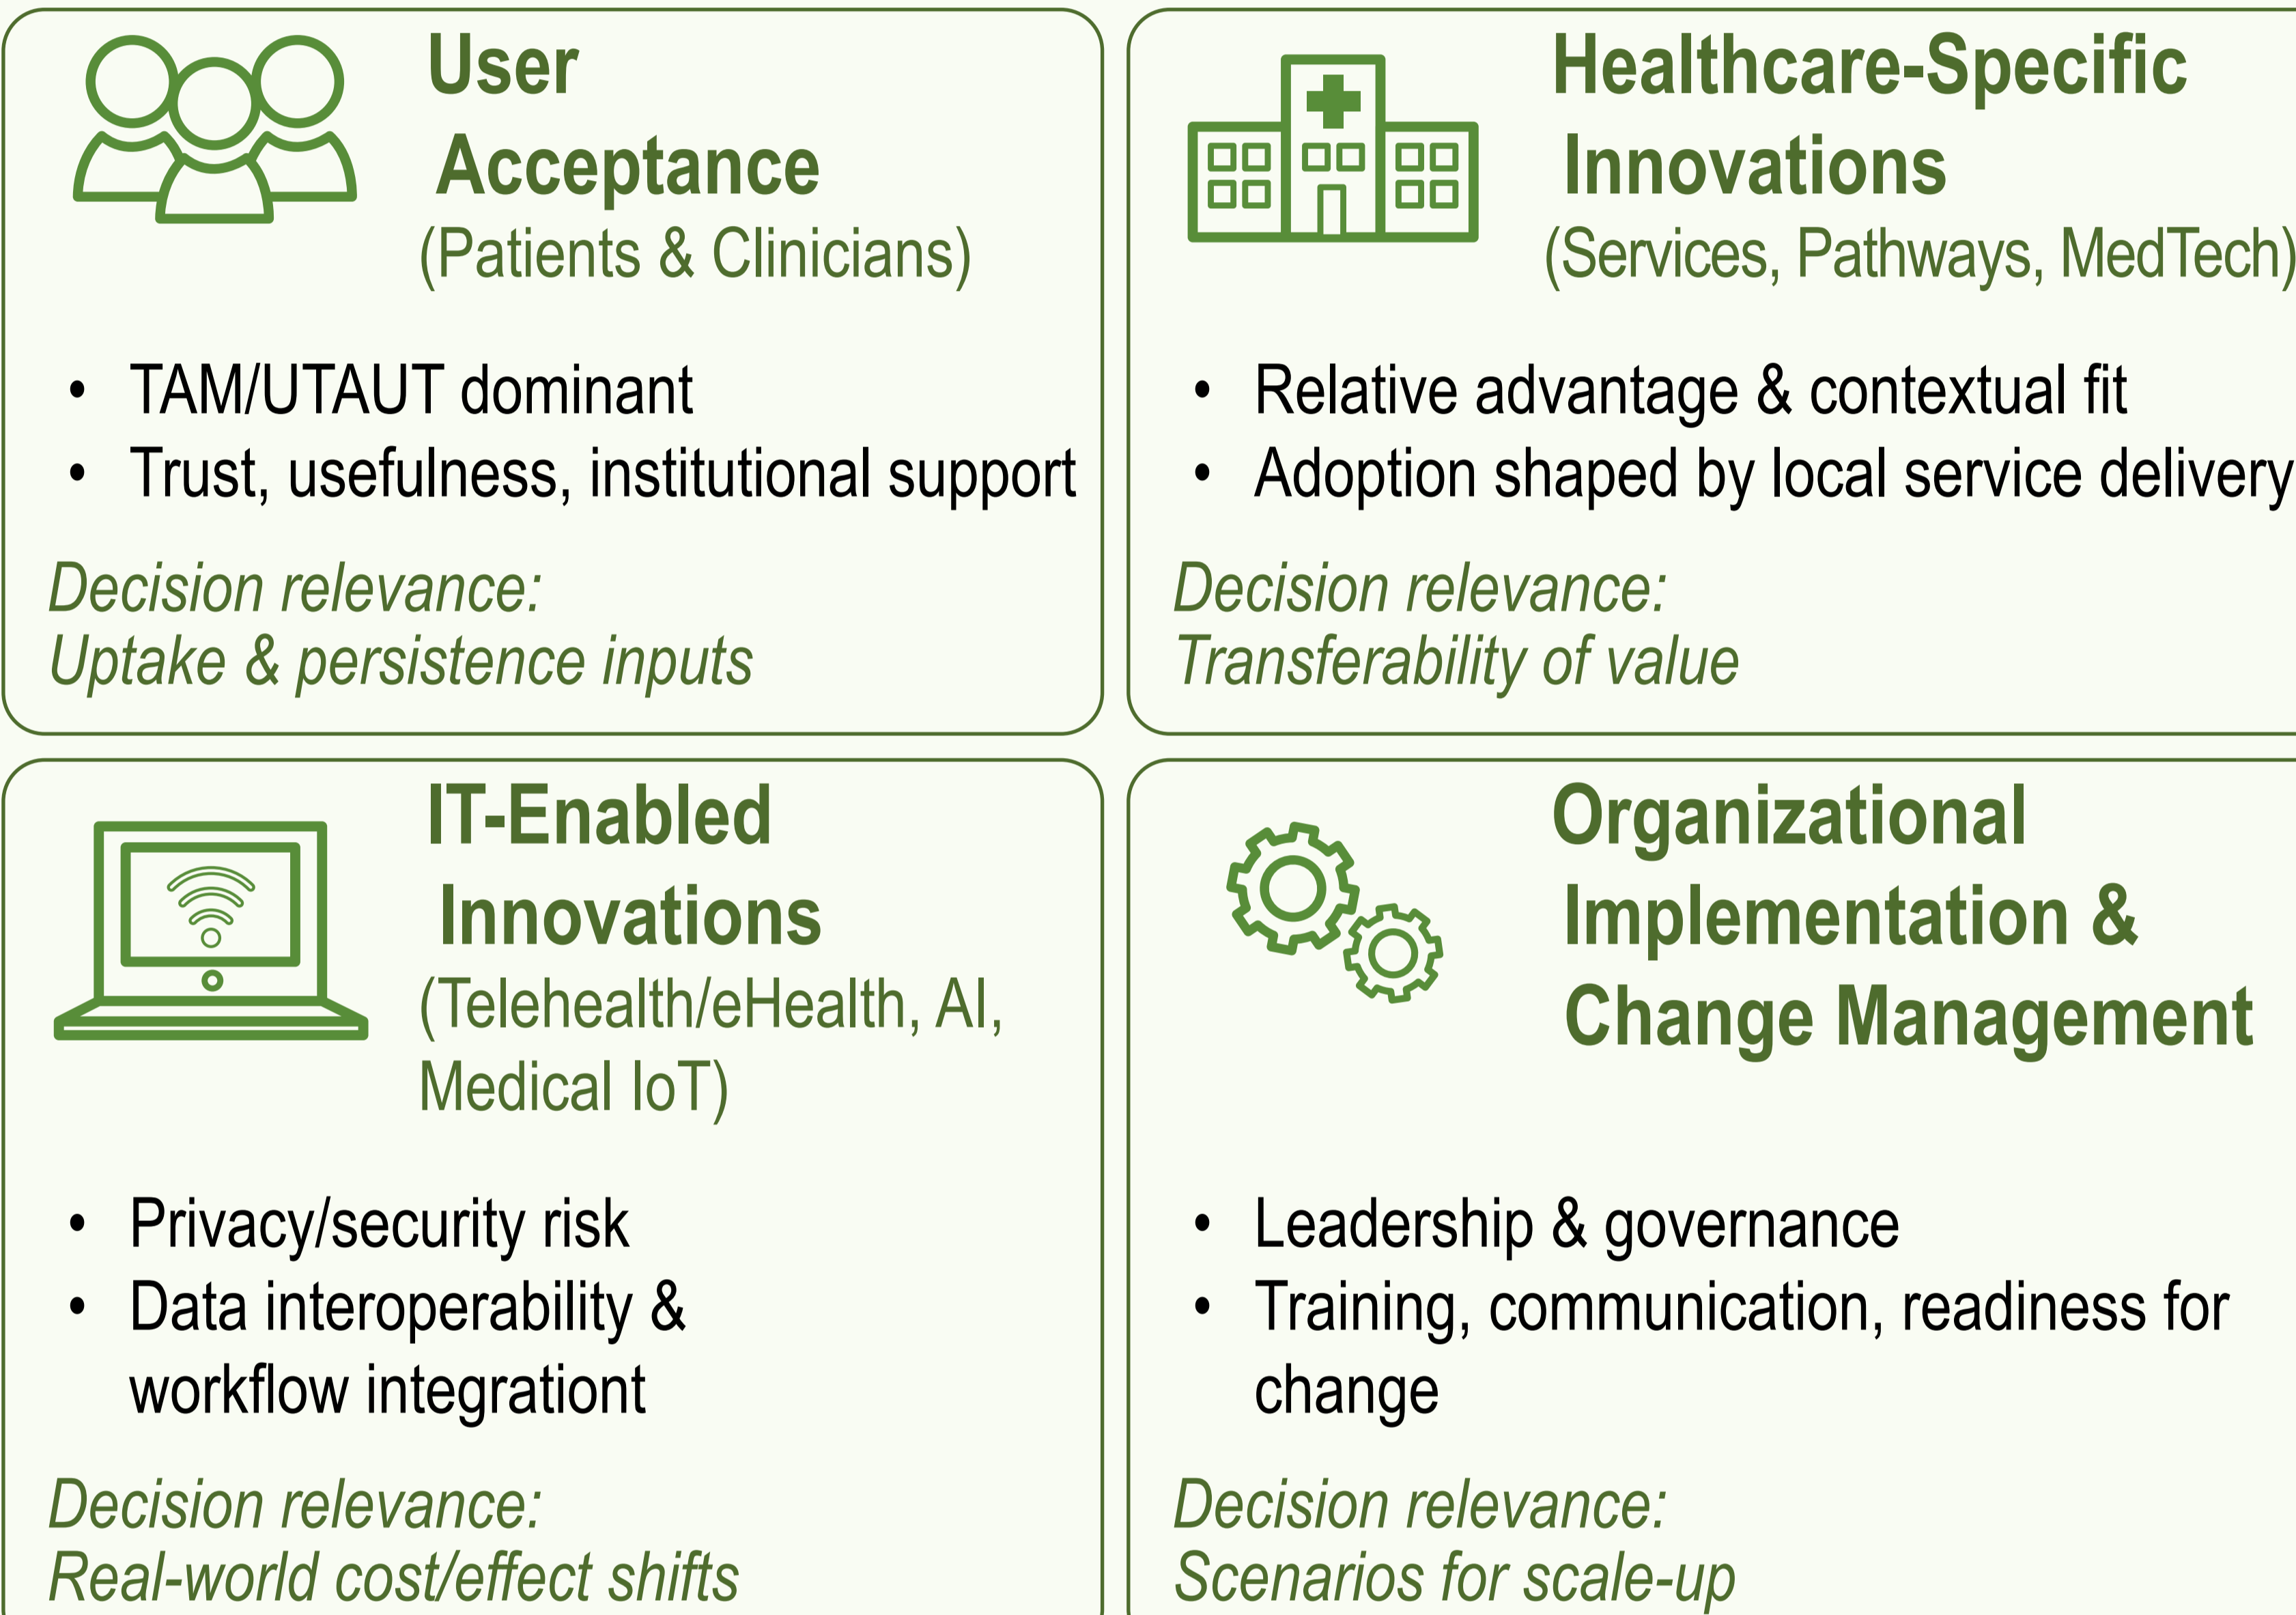 User
Acceptance
(Patients & Clinicians)
• TAM/UTAUT dominant
• Trust, usefulness, institutional support
Decision relevance:
Uptake & persistence inputs
Healthcare-Specific
Innovations
(Services, Pathways, MedTech)
• Relative advantage & contextual fit
• Adoption shaped by local service delivery
Decision relevance:
Transferability of value
IT-Enabled
Innovations
(Telehealth/eHealth, AI,
Medical IoT)
• Privacy/security risk
• Data interoperability &
workflow integrationt
Decision relevance:
Real-world cost/effect shifts
Organizational
Implementation &
Change Management
• Leadership & governance
• Training, communication, readiness for
change
Decision relevance:
Scenarios for scale-up